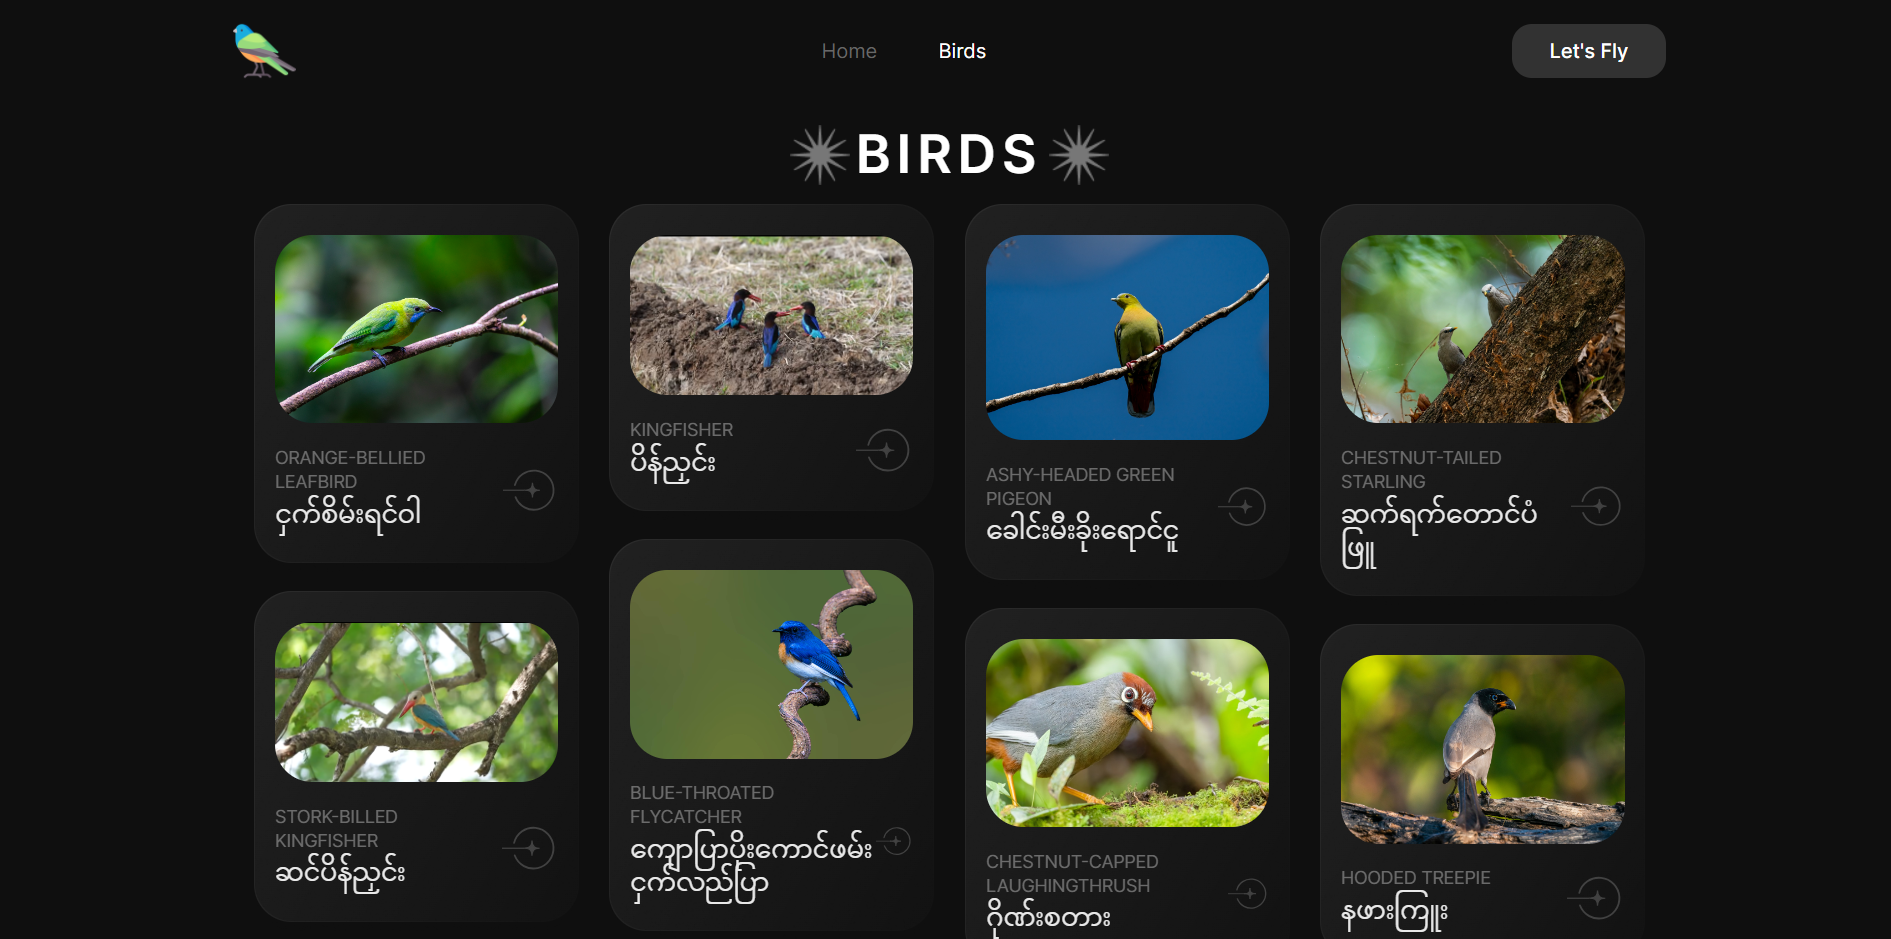 Home
Birds
Let's Fly
BIRDS
ORANGE-BELLIED
LEAFBIRD
ငှက်စိမ်းရင်ဝါ
KINGFISHER
ပိန်ညှင်း
ASHY-HEADED GREEN
PIGEON
ခေါင်းမီးခိုးရောင်ငူ
CHESTNUT-TAILED
STARLING
ဆက်ရက်တောင်ပံ
ဖြူ
STORK-BILLED
KINGFISHER
ဆင်ပိန်ညှင်း
BLUE-THROATED
FLYCATCHER
ကျောပြာပိုးကောင်ဖမ်း
ငှက်လည်ပြာ
CHESTNUT-CAPPED
LAUGHINGTHRUSH
ဂိုဏ်းစတား
HOODED TREEPIE
နဖားကြူး